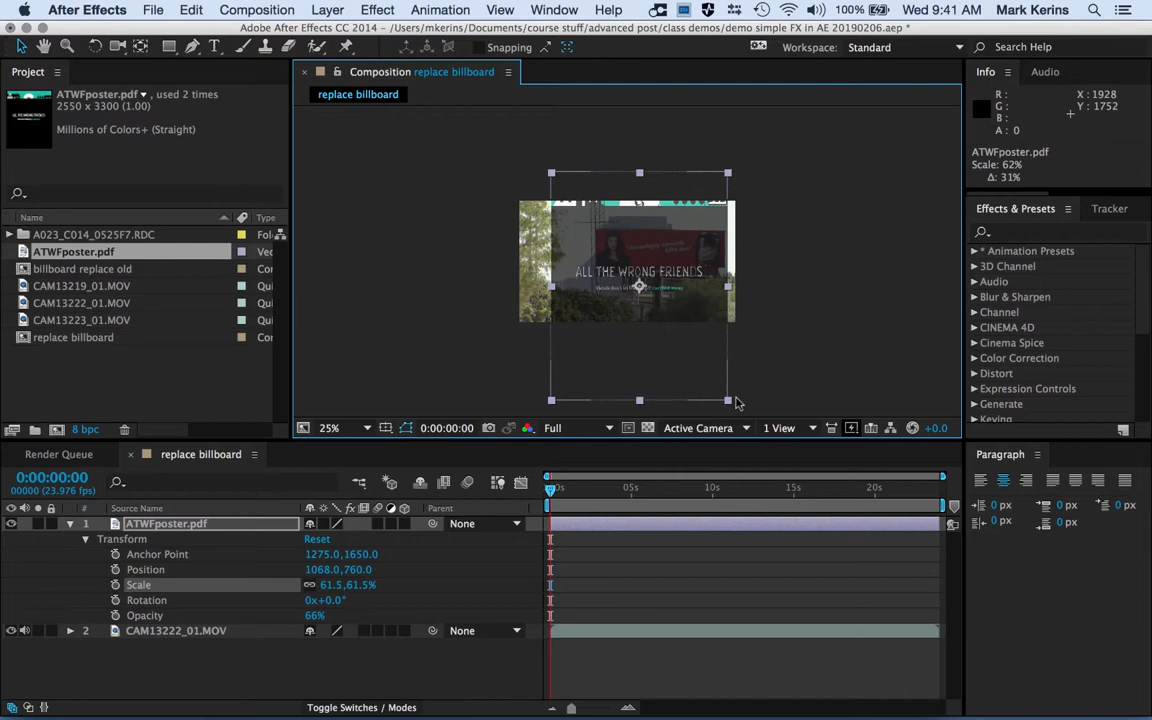 After Effects File Edit Composition Layer Effect Animation View Window Help 100% Wed 9:41 AM Mark Kerins
Adobe After Effects CC 2014 - /Users/mkerins/Documents/course stuff/advanced post/class demos/demo simple FX in AE 20190206.aep *
Snapping Workspace: Standard Search Help
Project
ATWFposter.pdf , used 2 times
2550 x 3300 (1.00)
Millions of Colors+ (Straight)
Name Type
A023_C014_0525F7.RDC Fol
ATWFposter.pdf Vec
billboard replace old Cor
CAM13219_01.MOV Qui
CAM13222_01.MOV Qui
CAM13223_01.MOV Qui
replace billboard Cor
8 bpc
Composition replace billboard
replace billboard
ALL THE WRONG FRIENDS
25% 0:00:00:00 Full Active Camera 1 View +0.0
Info Audio
R: X: 1928
G: Y: 1752
B:
A: 0
ATWFposter.pdf
Scale: 62%
Δ: 31%
Effects & Presets Tracker
* Animation Presets
3D Channel
Audio
Blur & Sharpen
Channel
CINEMA 4D
Cinema Spice
Color Correction
Distort
Expression Controls
Generate
Keying
Render Queue replace billboard
0:00:00:00
00000 (23.976 fps)
0s 05s 10s 15s 20s
# Source Name Parent
1 ATWFposter.pdf None
Transform Reset
Anchor Point 1275.0,1650.0
Position 1068.0,760.0
Scale 61.5,61.5%
Rotation 0x+0.0°
Opacity 66%
2 CAM13222_01.MOV None
Toggle Switches / Modes
Paragraph
0 px 0 px 0 px
0 px 0 px